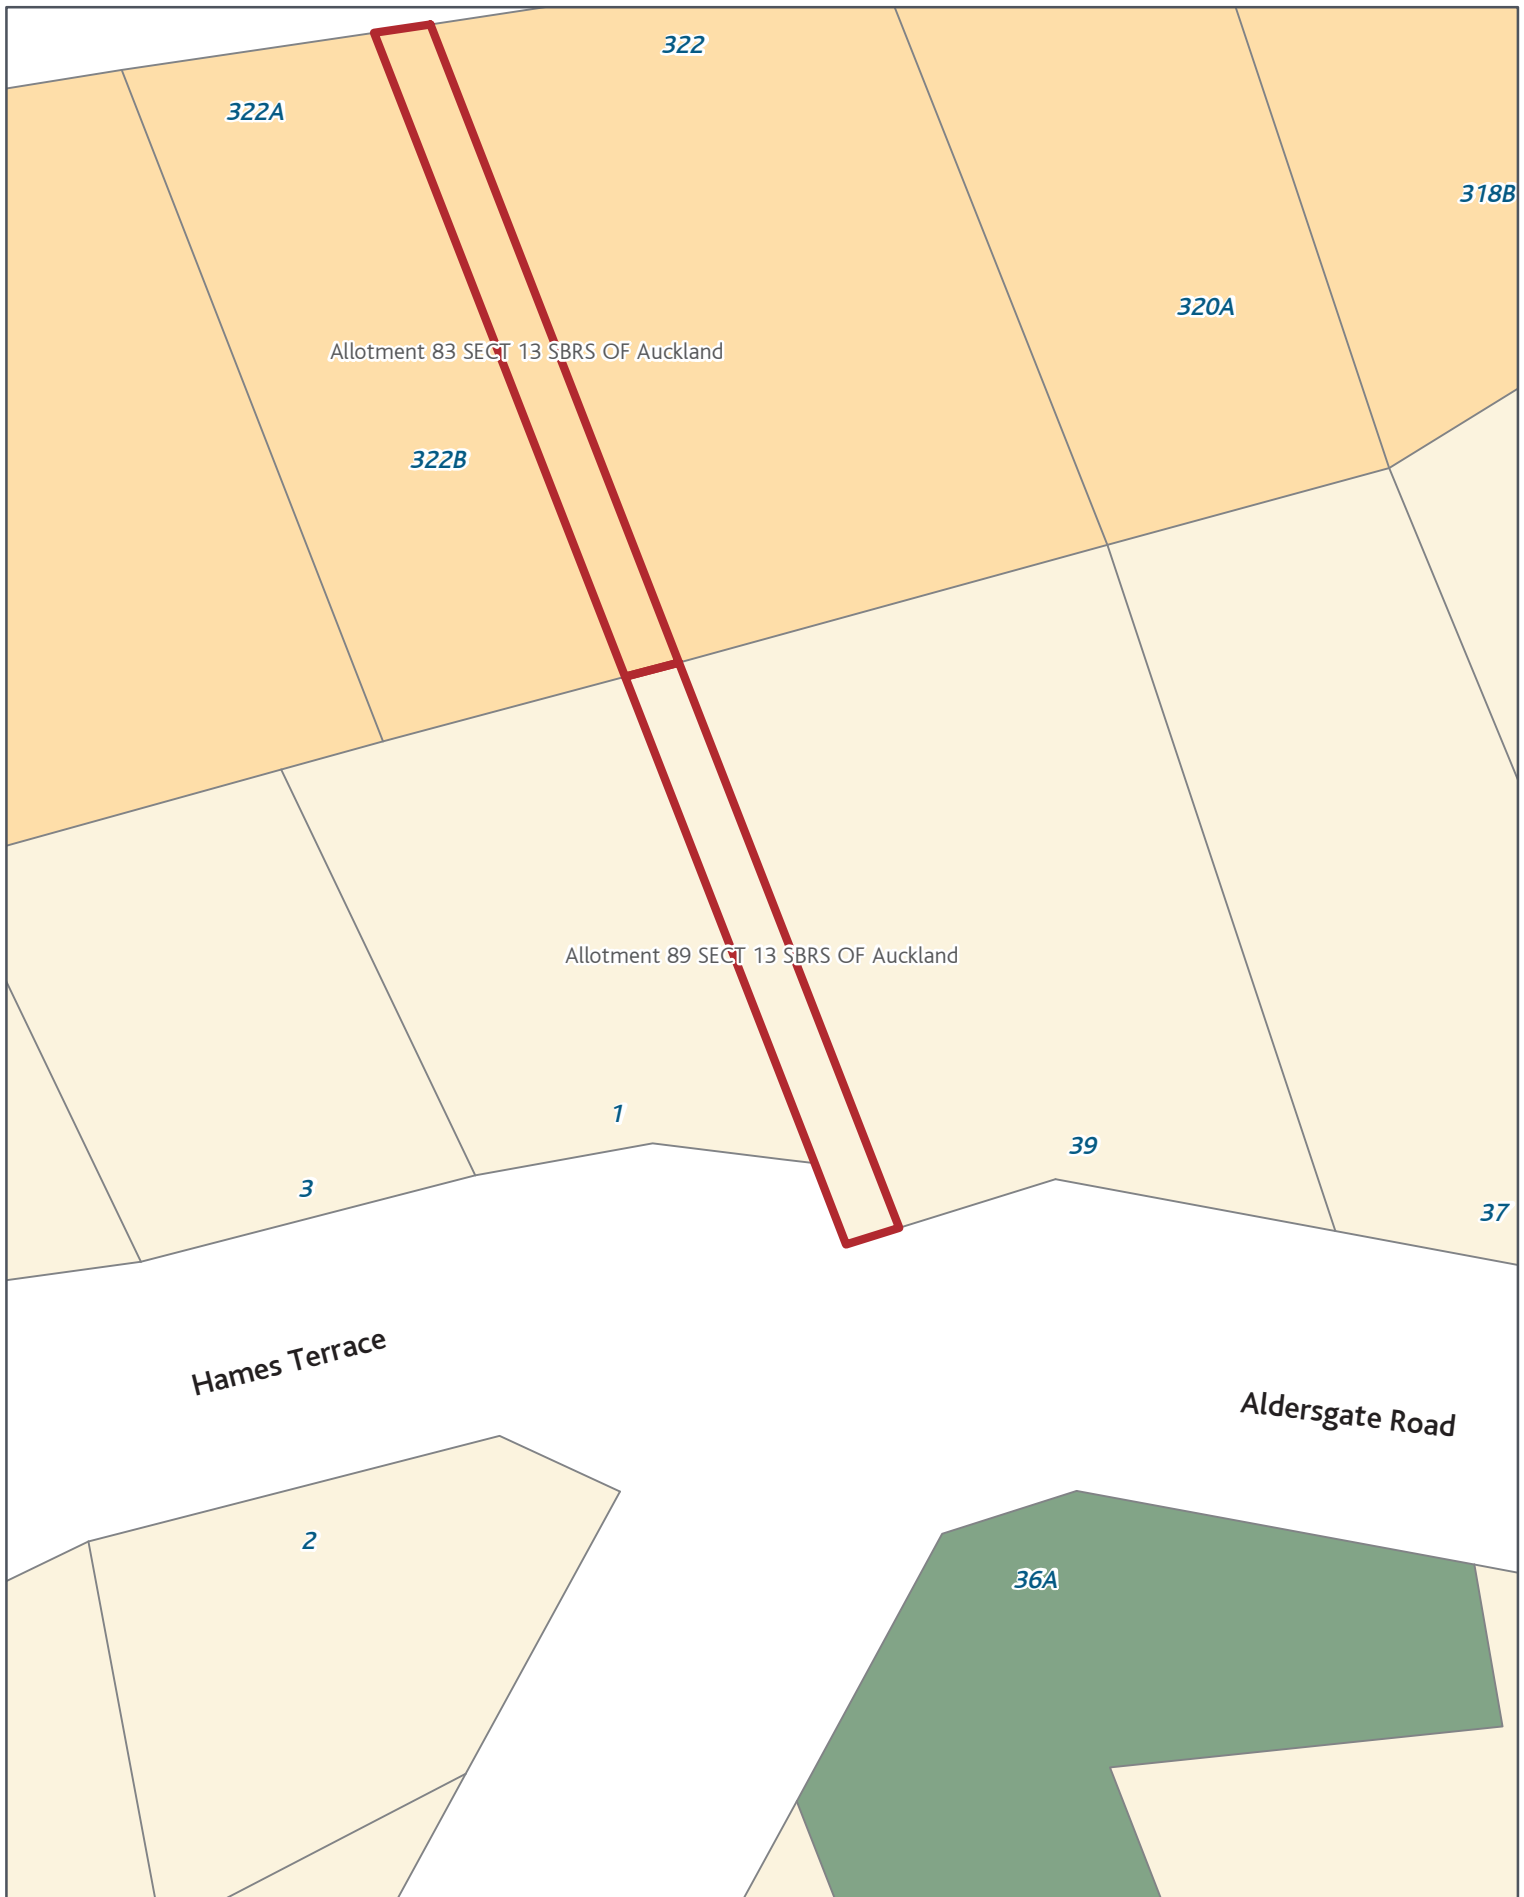 322
322A
318B
320A
Allotment 83 SECT 13 SBRS OF Auckland
322B
Allotment 89 SECT 13 SBRS OF Auckland
1
39
3
37
Hames Terrace
Aldersgate Road
2
36A